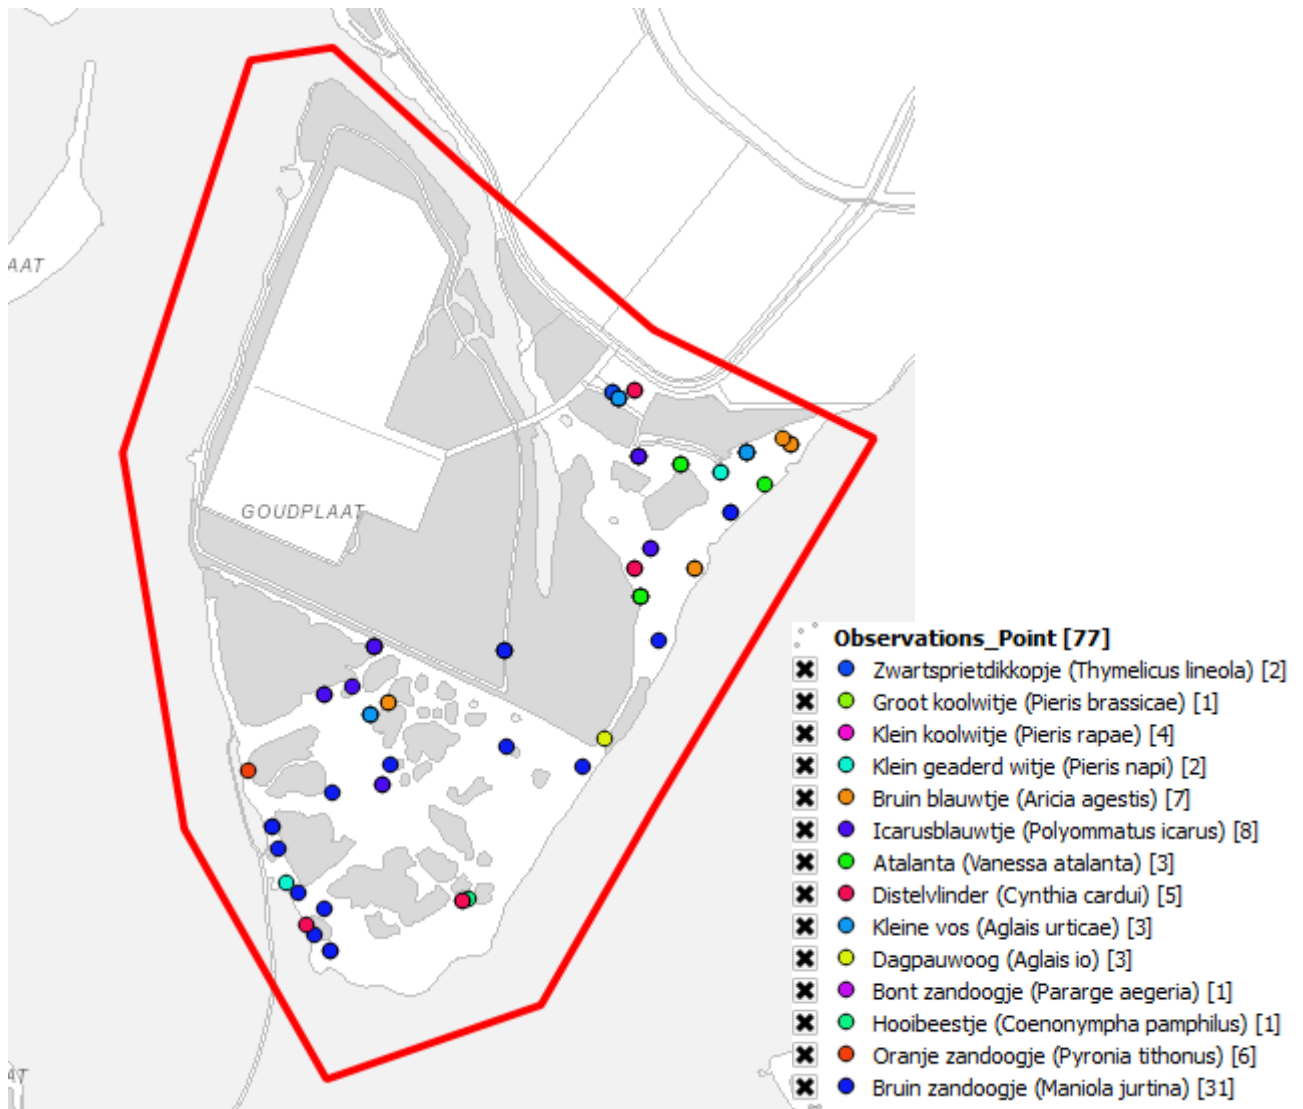 AAT
GOUDPLAAT
Observations_Point [77]
Zwartsprietdikkopje (Thymelicus lineola) [2]
Groot koolwitje (Pieris brassicae) [1]
Klein koolwitje (Pieris rapae) [4]
Klein geaderd witje (Pieris napi) [2]
Bruin blauwtje (Aricia agestis) [7]
Icarusblauwtje (Polyommatus icarus) [8]
Atalanta (Vanessa atalanta) [3]
Distelvlinder (Cynthia cardui) [5]
Kleine vos (Aglais urticae) [3]
Dagpauwoog (Aglais io) [3]
Bont zandoogje (Pararge aegeria) [1]
Hooibeestje (Coenonympha pamphilus) [1]
Oranje zandoogje (Pyronia tithonus) [6]
AT
Bruin zandoogje (Maniola jurtina) [31]